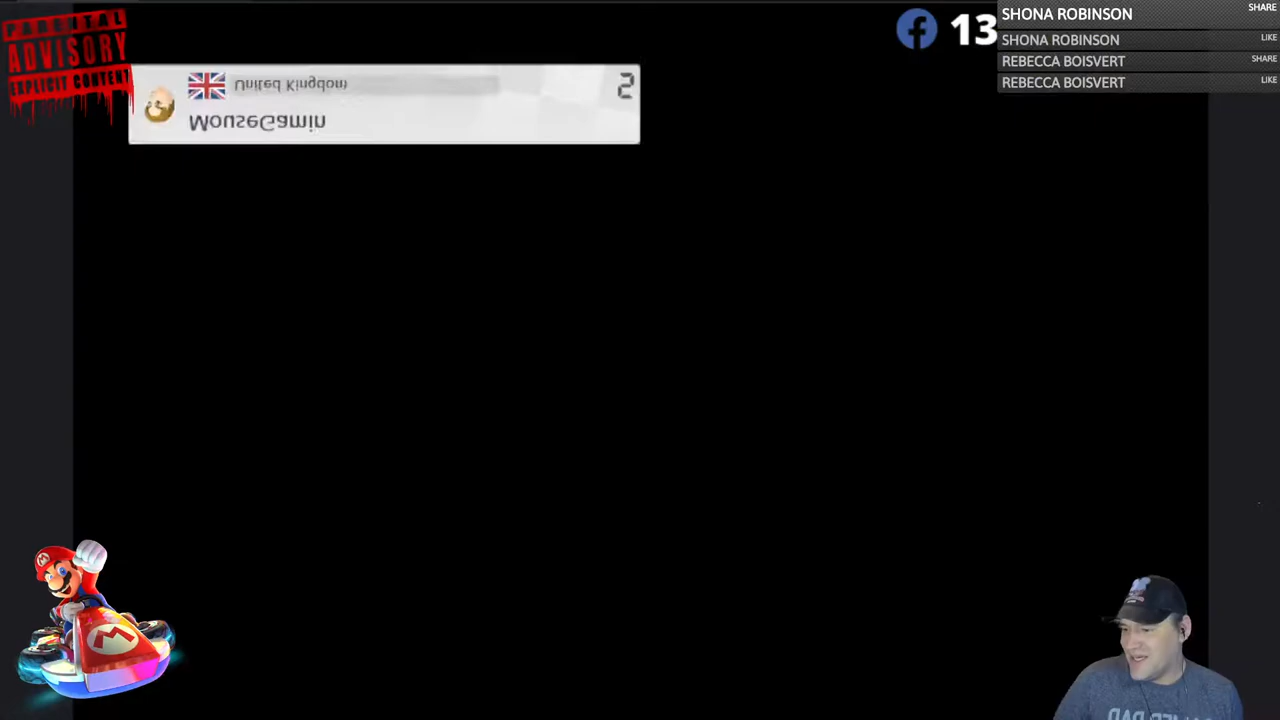 PARENTAL
ADVISORY
EXPLICIT CONTENT
13
SHONA ROBINSON SHARE
SHONA ROBINSON LIKE
REBECCA BOISVERT SHARE
REBECCA BOISVERT LIKE
United Kingdom
MouseGamin
M
M
DAD